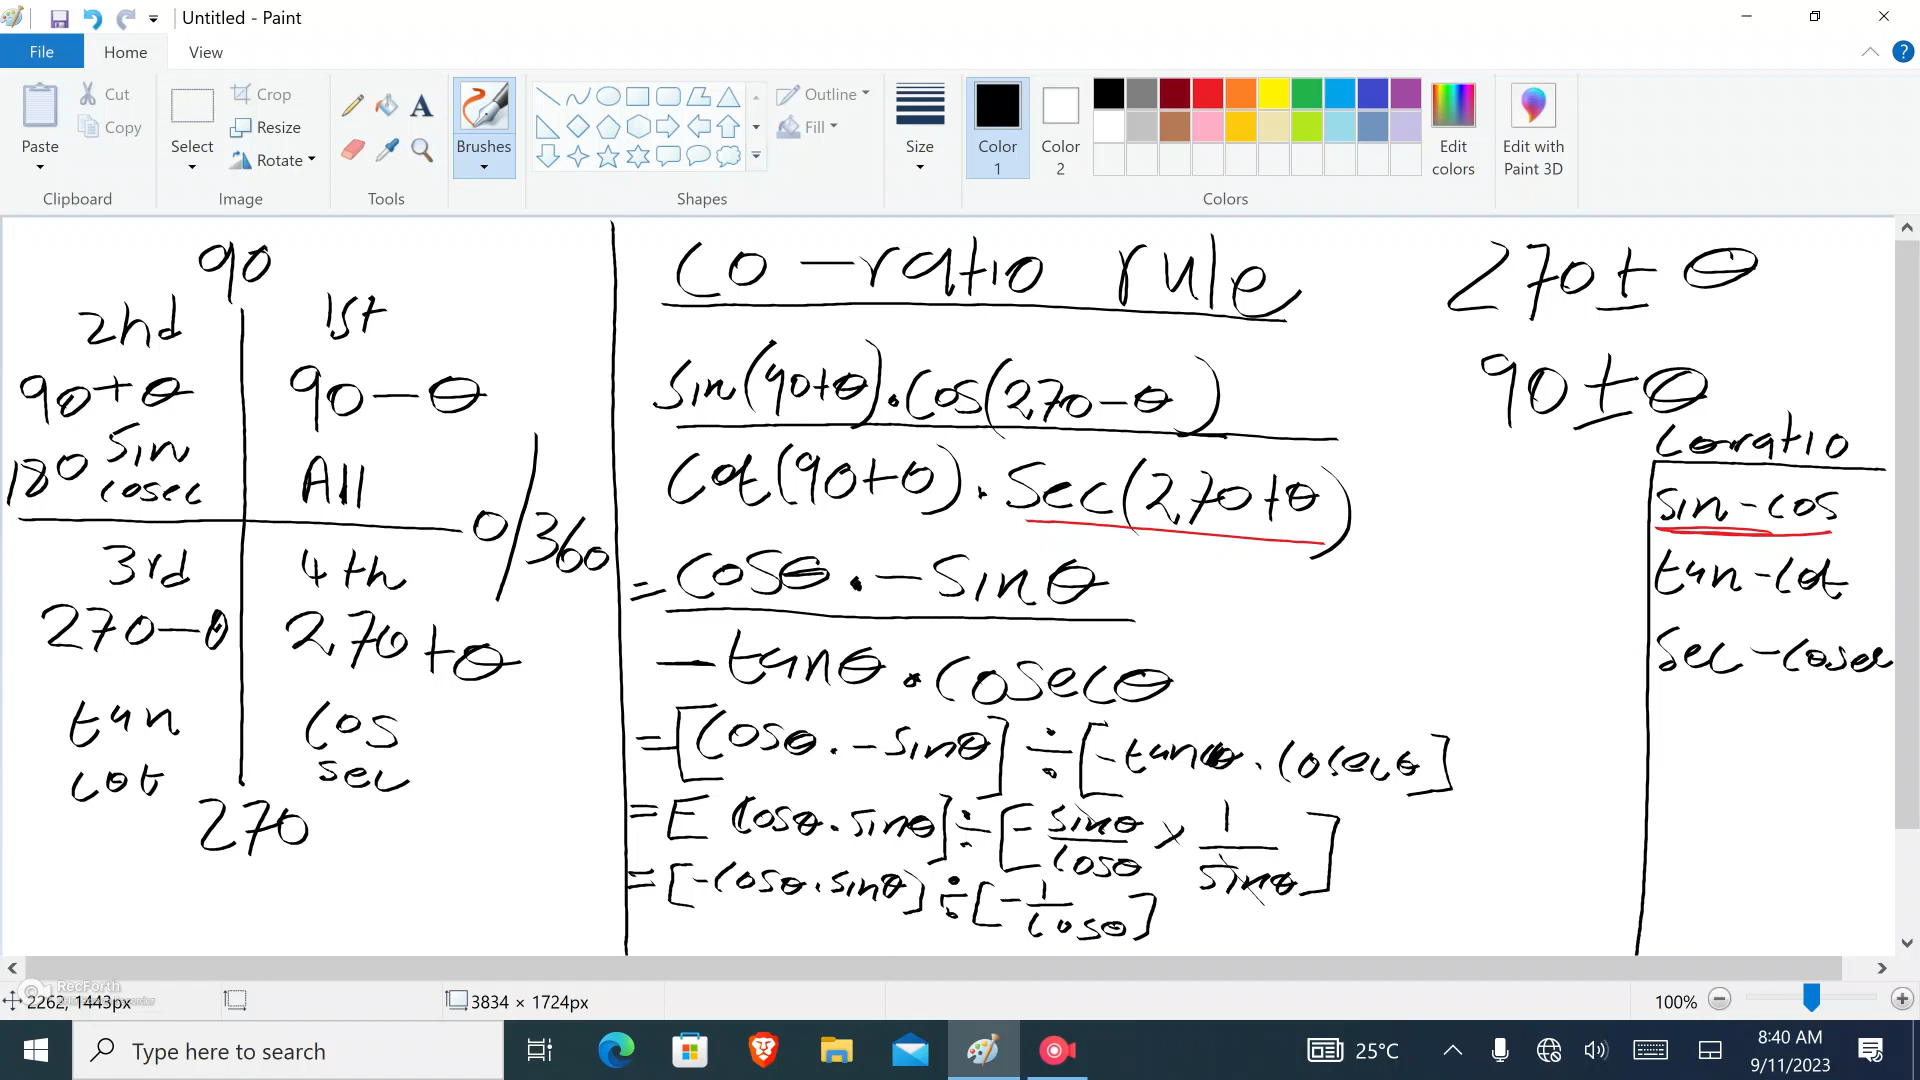 Untitled - Paint
File Home View
Cut
Copy
Paste
Clipboard
Crop
Resize
Rotate
Select
Image
Tools
Brushes
Outline
Fill
Shapes
Size
Color 1
Color 2
Edit colors
Colors
Edit with Paint 3D
90
2nd 1st
90+θ 90-θ
sin
180 cosec All
0/360
3rd 4th
270-θ 270+θ
tan cos
cot sec
270
co-ratio rule
sin(90+θ).cos(270-θ)
cot(90+θ).sec(270+θ)
= cosθ.-sinθ
-tanθ.cosecθ
=[cosθ.-sinθ]÷[-tanθ.cosecθ]
=[-cosθ.sinθ]÷[-sinθ/cosθ × 1/sinθ]
=[-cosθ.sinθ]÷[-1/cosθ]
270±θ
90±θ
coratio
sin-cos
tan-cot
sec-cosec
RecForth
2262, 1443px
3834 × 1724px
100%
Type here to search
25°C
8:40 AM
9/11/2023